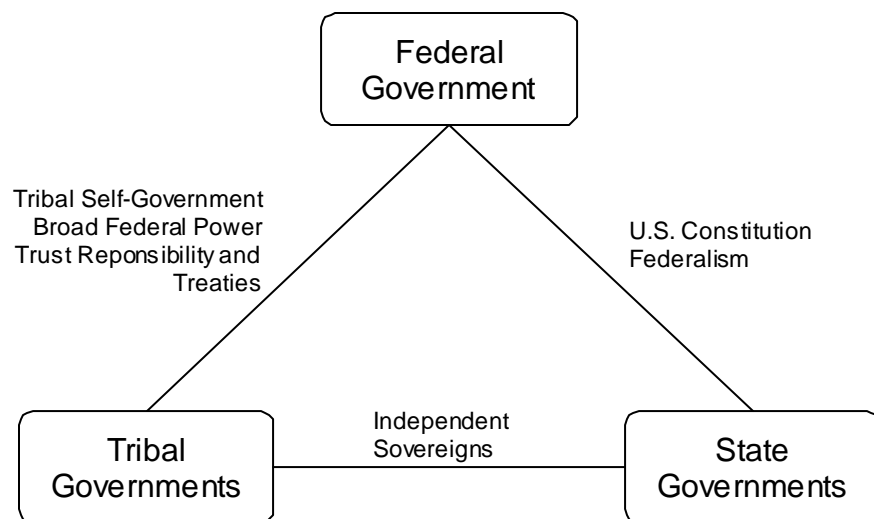 Federal
Government
Tribal Self-Government
Broad Federal Power
Trust Reponsibility and
Treaties
U.S. Constitution
Federalism
Independent
Sovereigns
Tribal
Governments
State
Governments